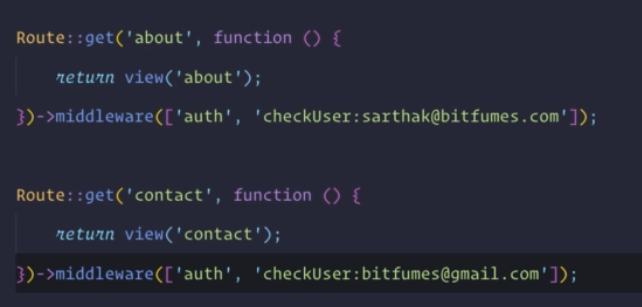 Route::get('about', function () {
return view('about');
})->middleware(['auth', 'checkUser:sarthak@bitfumes.com']);
Route::get('contact', function () {
return view('contact');
})->middleware(['auth', 'checkUser:bitfumes@gmail.com']);